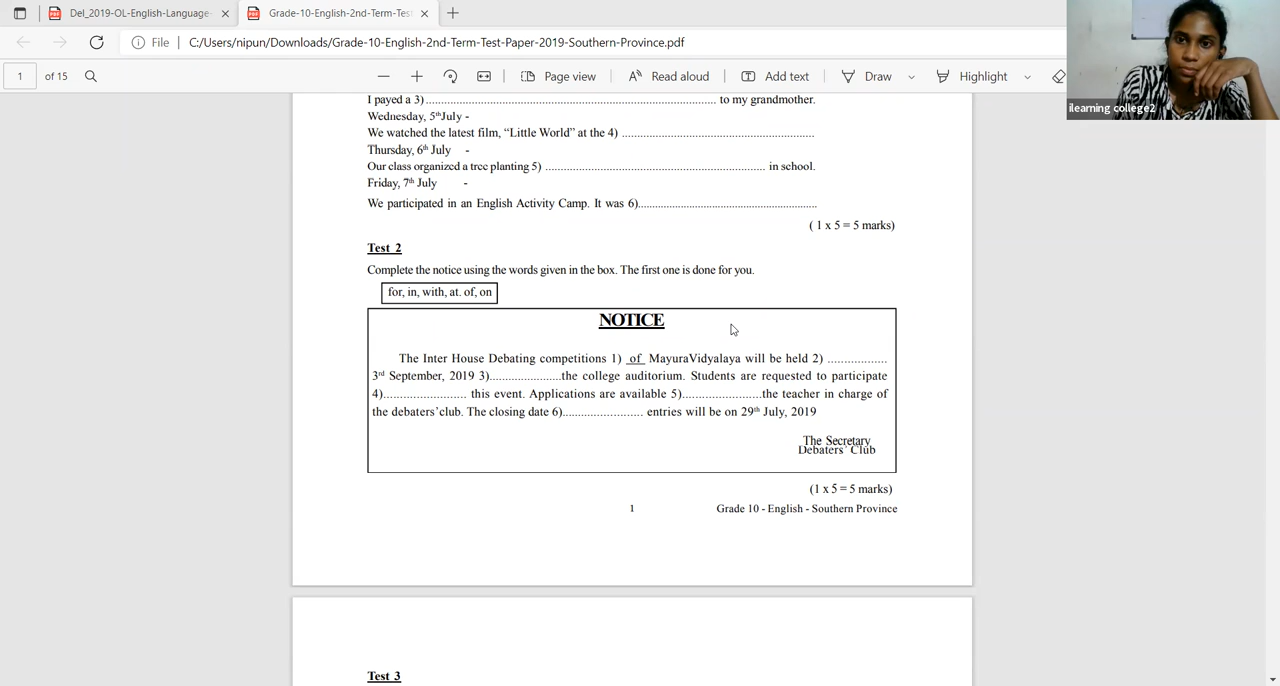 Del_2019-OL-English-Language-
Grade-10-English-2nd-Term-Test
File
C:/Users/nipun/Downloads/Grade-10-English-2nd-Term-Test-Paper-2019-Southern-Province.pdf
1 of 15
Page view
Read aloud
Add text
Draw
Highlight
ilearning college2
I payed a 3)........................................ to my grandmother.
Wednesday, 5th July -
We watched the latest film, “Little World” at the 4) ........................................
Thursday, 6th July -
Our class organized a tree planting 5) ........................................ in school.
Friday, 7th July -
We participated in an English Activity Camp. It was 6)........................................
( 1 x 5 = 5 marks)
Test 2
Complete the notice using the words given in the box. The first one is done for you.
for, in, with, at. of, on
NOTICE
The Inter House Debating competitions 1) of MayuraVidyalaya will be held 2) ..................
3rd September, 2019 3)......................the college auditorium. Students are requested to participate
4)......................... this event. Applications are available 5)........................the teacher in charge of
the debaters’club. The closing date 6)......................... entries will be on 29th July, 2019
The Secretary
Debaters’ Club
(1 x 5 = 5 marks)
1
Grade 10 - English - Southern Province
Test 3